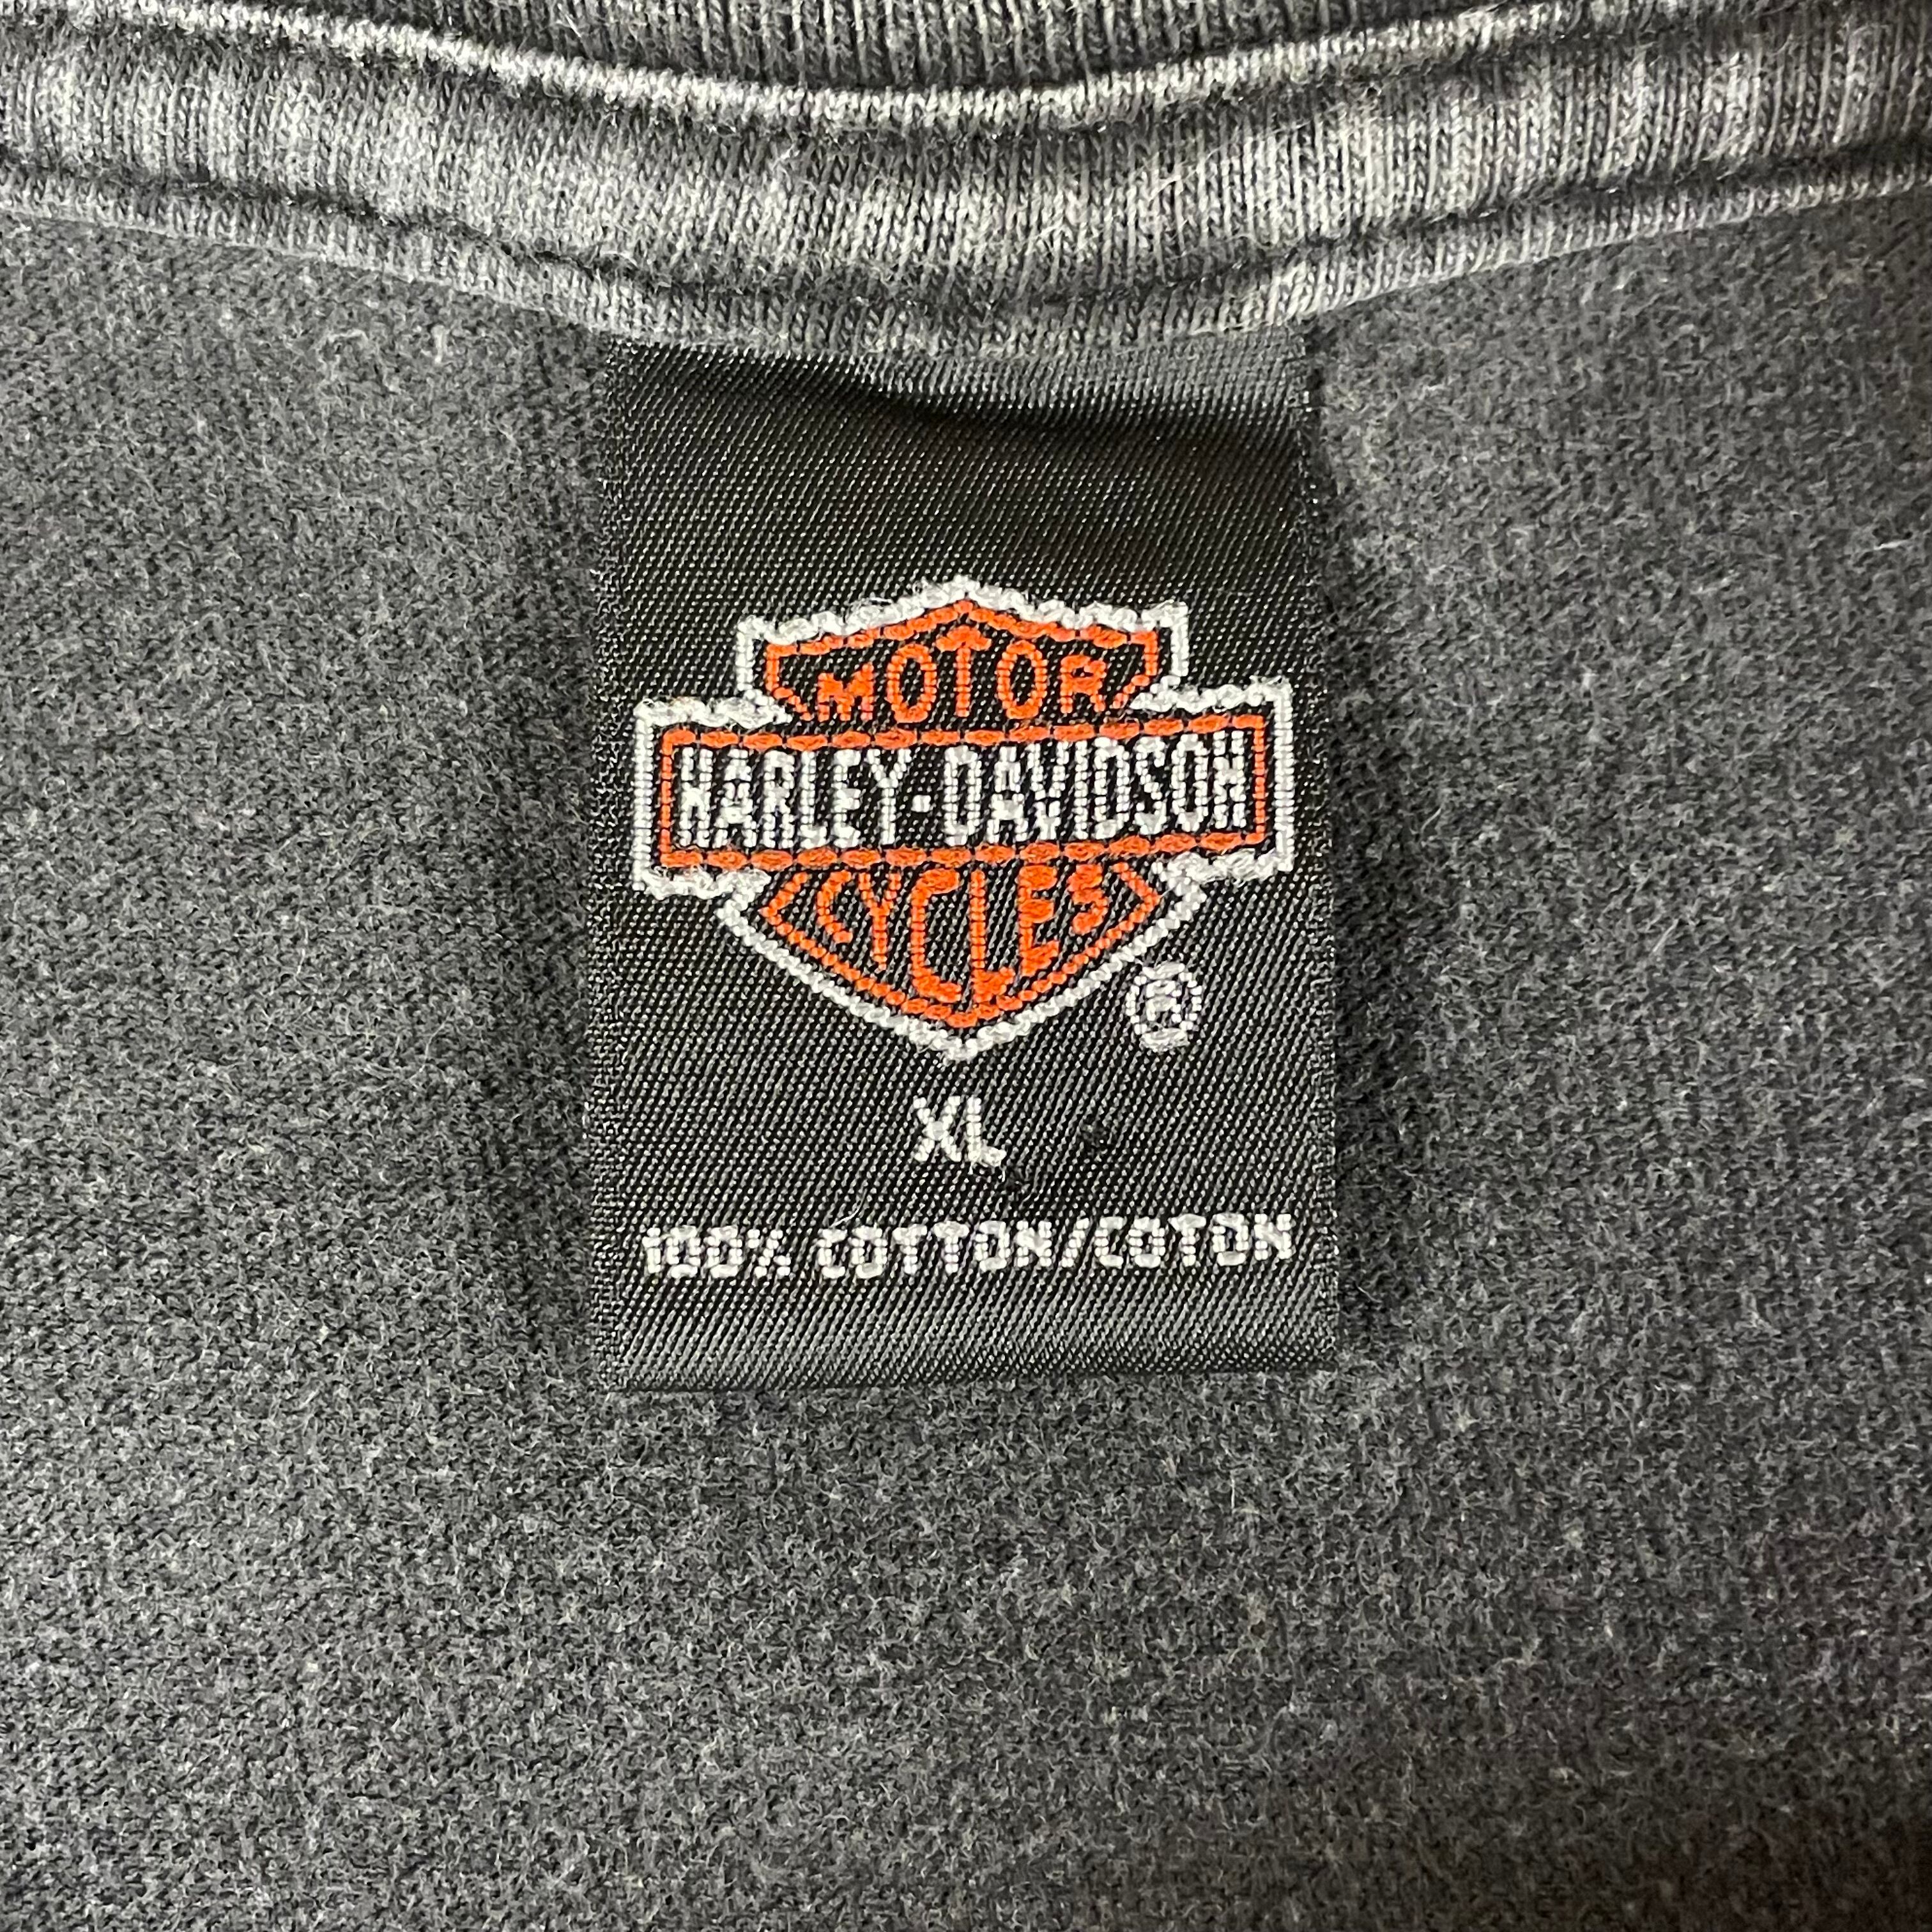 MOTOR
HARLEY-DAVIDSON
CYCLES
®
XL
100% COTTON/COTON